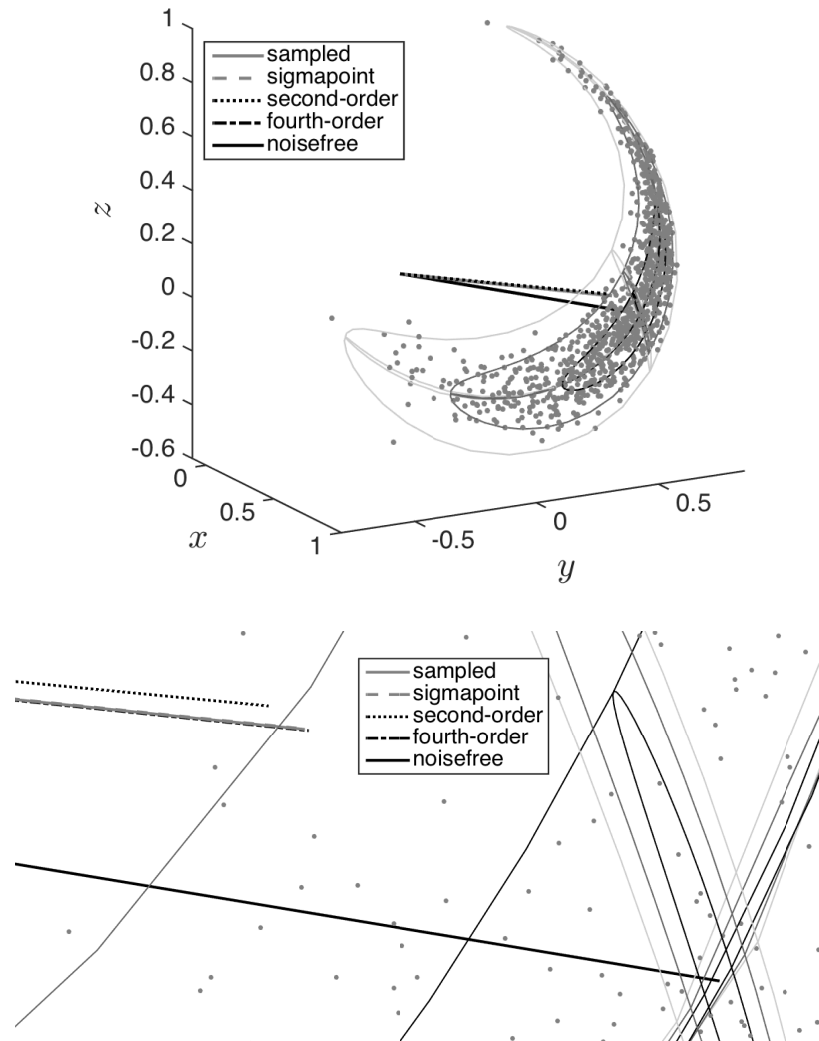 1
0.8
0.6
0.4
0.2
0
-0.2
-0.4
-0.6
z
sampled
sigmapoint
second-order
fourth-order
noisefree
0
0.5
1
x
-0.5
0
0.5
y
sampled
sigmapoint
second-order
fourth-order
noisefree